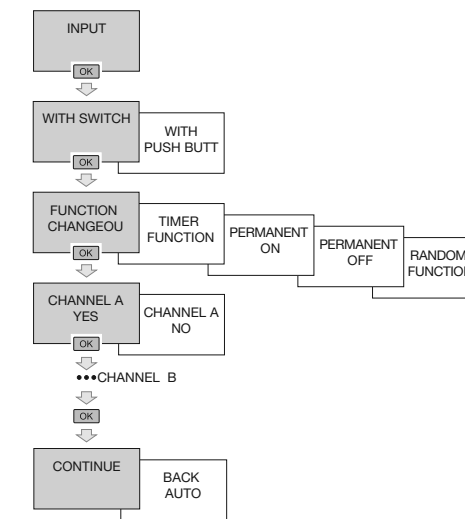 INPUT
OK
WITH SWITCH
WITH
PUSH BUTT
OK
FUNCTION
CHANGEOU
TIMER
FUNCTION
PERMANENT
ON
PERMANENT
OFF
RANDOM
FUNCTION
OK
CHANNEL A
YES
CHANNEL A
NO
OK
•••CHANNEL B
OK
CONTINUE
BACK
AUTO